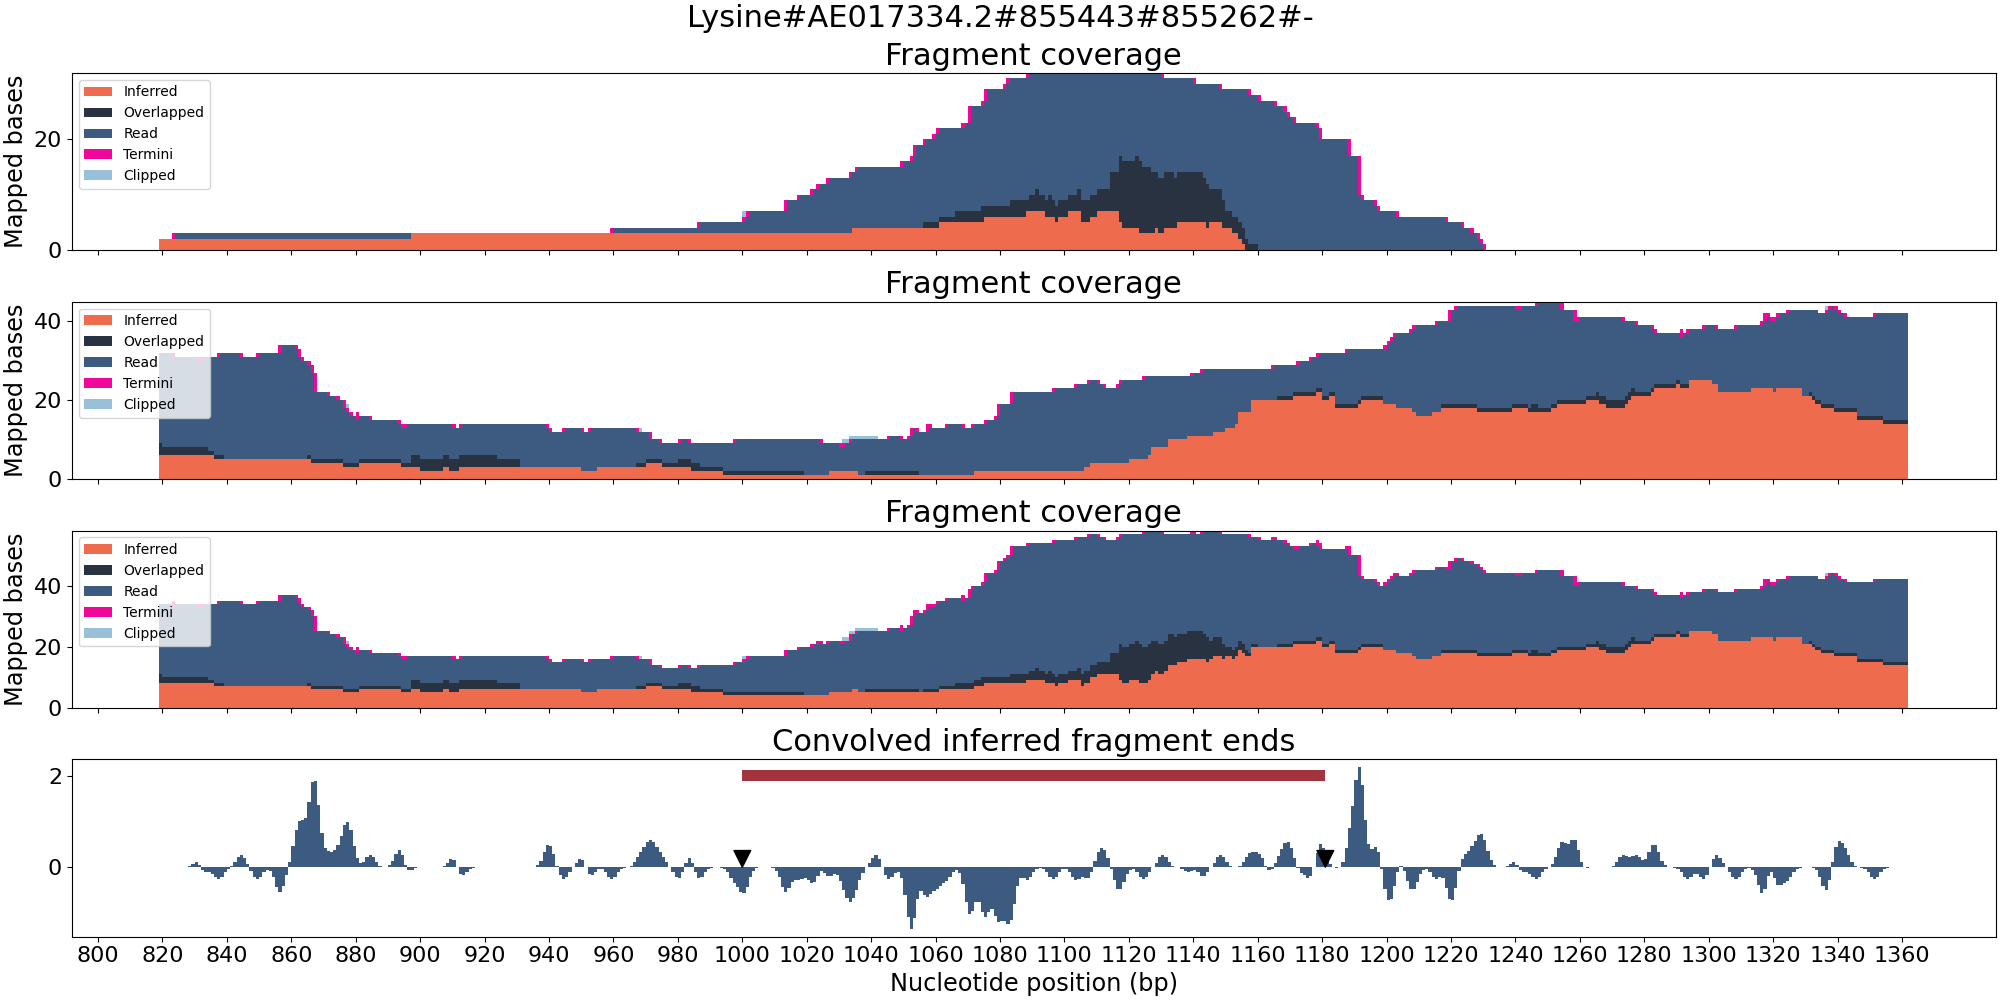 Lysine#AE017334.2#855443#855262#-
Fragment coverage
Mapped bases
20
0
Inferred
Overlapped
Read
Termini
Clipped
Fragment coverage
Mapped bases
40
20
0
Inferred
Overlapped
Read
Termini
Clipped
Fragment coverage
Mapped bases
40
20
0
Inferred
Overlapped
Read
Termini
Clipped
Convolved inferred fragment ends
2
0
800 820 840 860 880 900 920 940 960 980 1000 1020 1040 1060 1080 1100 1120 1140 1160 1180 1200 1220 1240 1260 1280 1300 1320 1340 1360
Nucleotide position (bp)